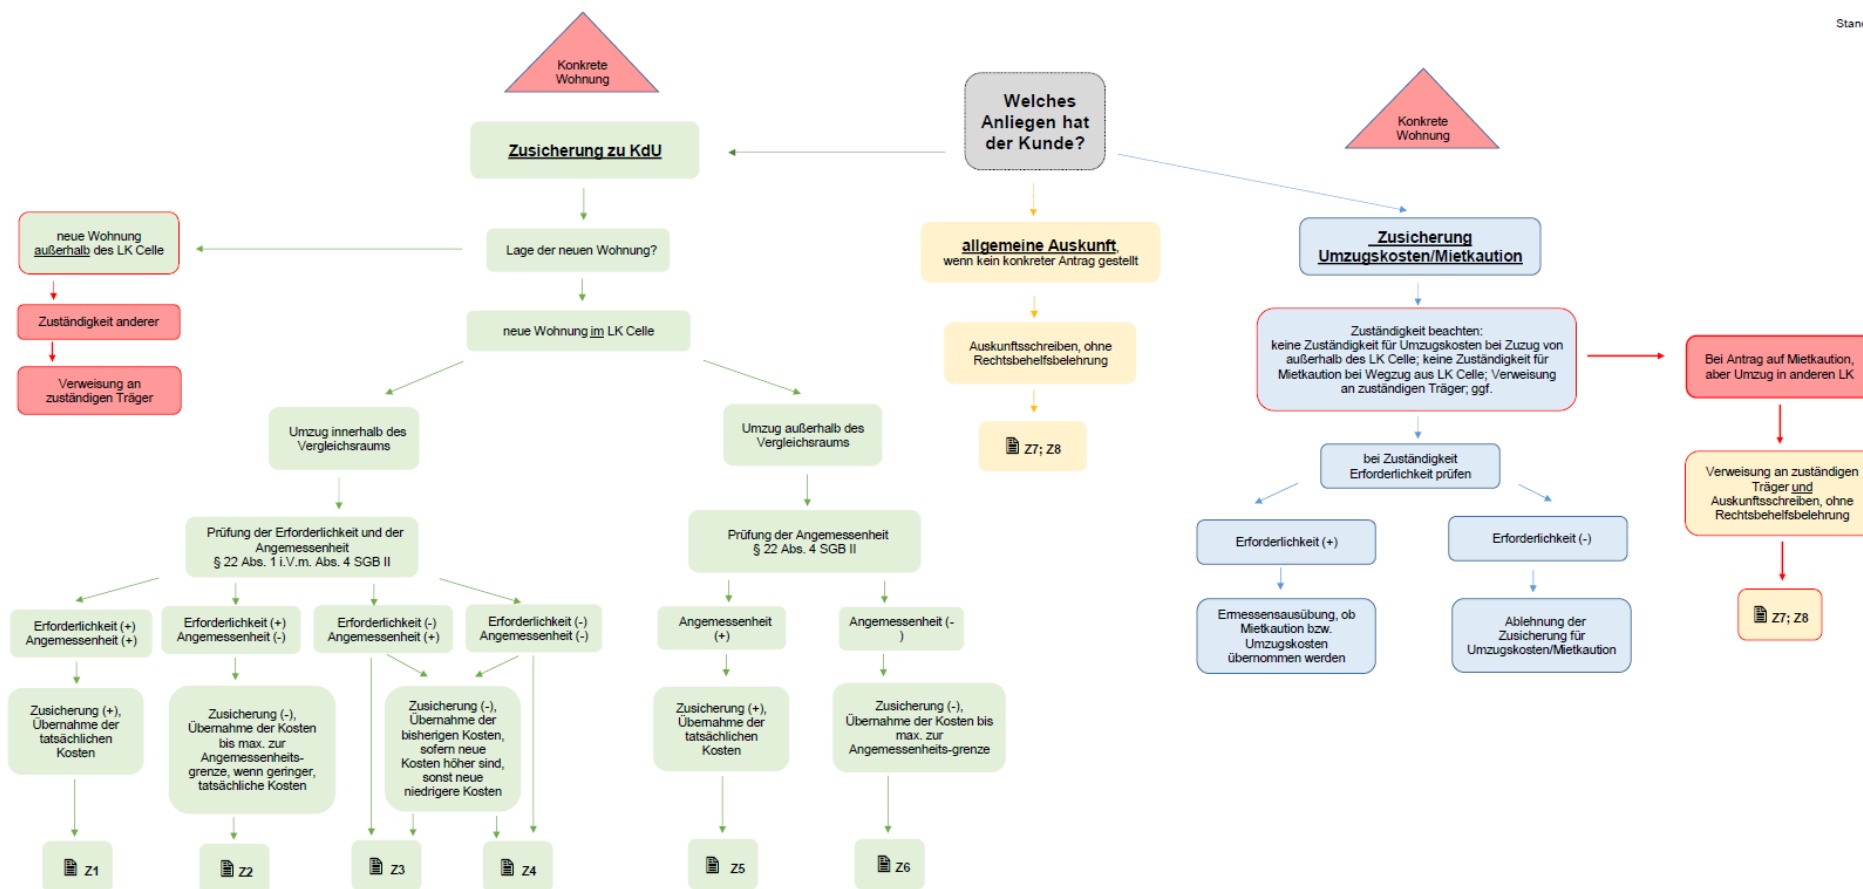 Stand
Konkrete
Wohnung
Welches
Anliegen hat
der Kunde?
Konkrete
Wohnung
Zusicherung zu KdU
neue Wohnung
außerhalb des LK Celle
Lage der neuen Wohnung?
allgemeine Auskunft,
wenn kein konkreter Antrag gestellt
Zusicherung
Umzugskosten/Mietkaution
Zuständigkeit anderer
neue Wohnung im LK Celle
Auskunftsschreiben, ohne
Rechtsbehelfsbelehrung
Zuständigkeit beachten:
keine Zuständigkeit für Umzugskosten bei Zuzug von
außerhalb des LK Celle; keine Zuständigkeit für
Mietkaution bei Wegzug aus LK Celle; Verweisung
an zuständigen Träger; ggf.
Bei Antrag auf Mietkaution,
aber Umzug in anderen LK
Verweisung an
zuständigen Träger
Umzug innerhalb des
Vergleichsraums
Umzug außerhalb des
Vergleichsraums
Z7; Z8
bei Zuständigkeit
Erforderlichkeit prüfen
Verweisung an zuständigen
Träger und
Auskunftsschreiben, ohne
Rechtsbehelfsbelehrung
Prüfung der Erforderlichkeit und der
Angemessenheit
§ 22 Abs. 1 i.V.m. Abs. 4 SGB II
Prüfung der Angemessenheit
§ 22 Abs. 4 SGB II
Erforderlichkeit (+)
Erforderlichkeit (-)
Erforderlichkeit (+)
Angemessenheit (+)
Erforderlichkeit (+)
Angemessenheit (-)
Erforderlichkeit (-)
Angemessenheit (+)
Erforderlichkeit (-)
Angemessenheit (-)
Angemessenheit
(+)
Angemessenheit (-
)
Ermessensausübung, ob
Mietkaution bzw.
Umzugskosten
übernommen werden
Ablehnung der
Zusicherung für
Umzugskosten/Mietkaution
Z7; Z8
Zusicherung (+),
Übernahme der
tatsächlichen
Kosten
Zusicherung (-),
Übernahme der Kosten
bis max. zur
Angemessenheits-
grenze, wenn geringer,
tatsächliche Kosten
Zusicherung (-),
Übernahme der
bisherigen Kosten,
sofern neue
Kosten höher sind,
sonst neue
niedrigere Kosten
Zusicherung (+),
Übernahme der
tatsächlichen
Kosten
Zusicherung (-),
Übernahme der Kosten bis
max. zur
Angemessenheits-grenze
Z1
Z2
Z3
Z4
Z5
Z6